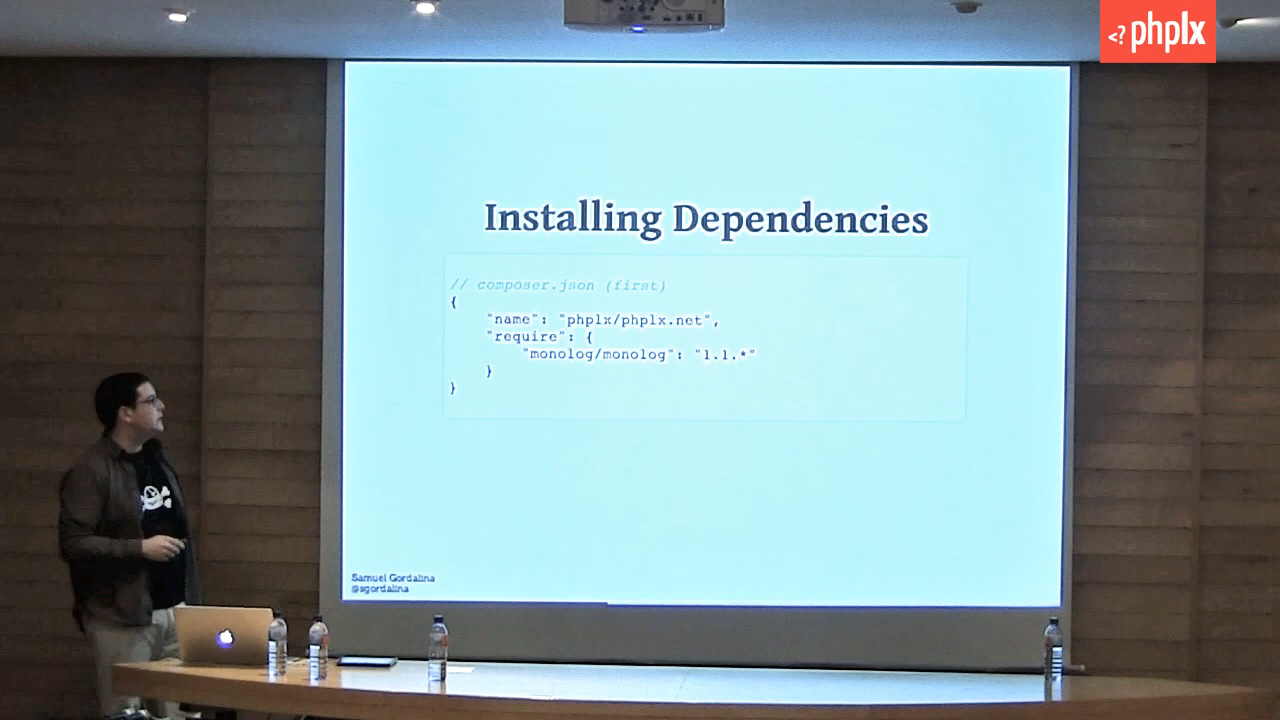 <? phplx
Installing Dependencies
// composer.json (first)
{
"name": "phplx/phplx.net",
"require": {
"monolog/monolog": "1.1.*"
}
}
Samuel Gordalina
@sgordalina